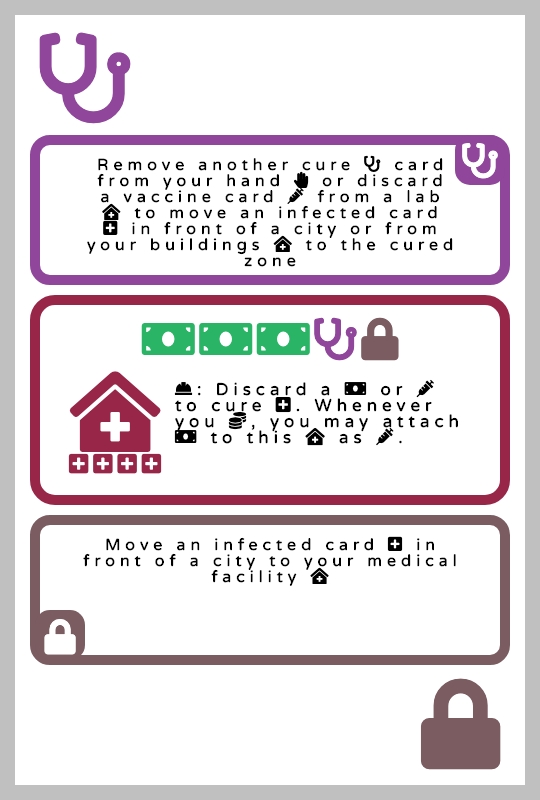 Remove another cure card
from your hand or discard
a vaccine card from a lab
to move an infected card
in front of a city or from
your buildings to the cured
zone
: Discard a or
to cure . Whenever
you , you may attach
to this as .
Move an infected card in
front of a city to your medical
facility